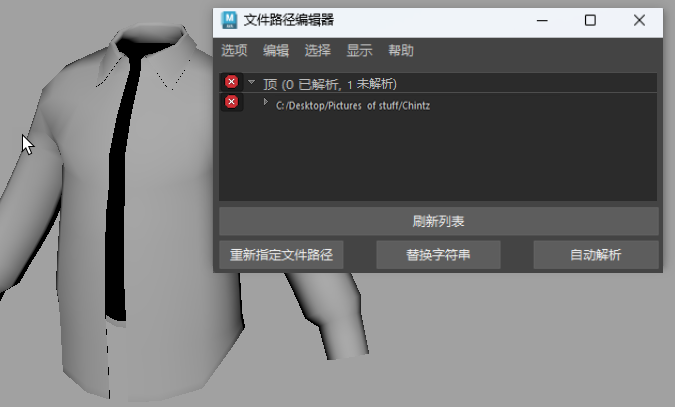 文件路径编辑器
选项 编辑 选择 显示 帮助
顶 (0 已解析, 1 未解析)
C:/Desktop/Pictures of stuff/Chintz
刷新列表
重新指定文件路径 替换字符串 自动解析